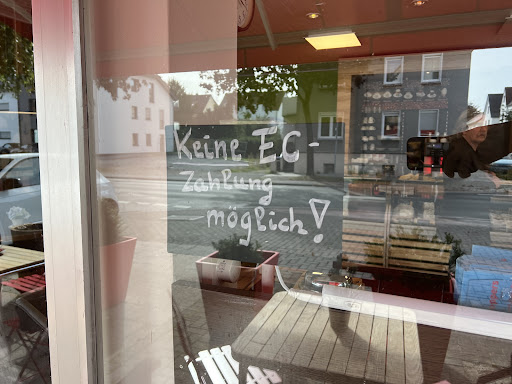 Keine EC-
Zahlung
möglich!